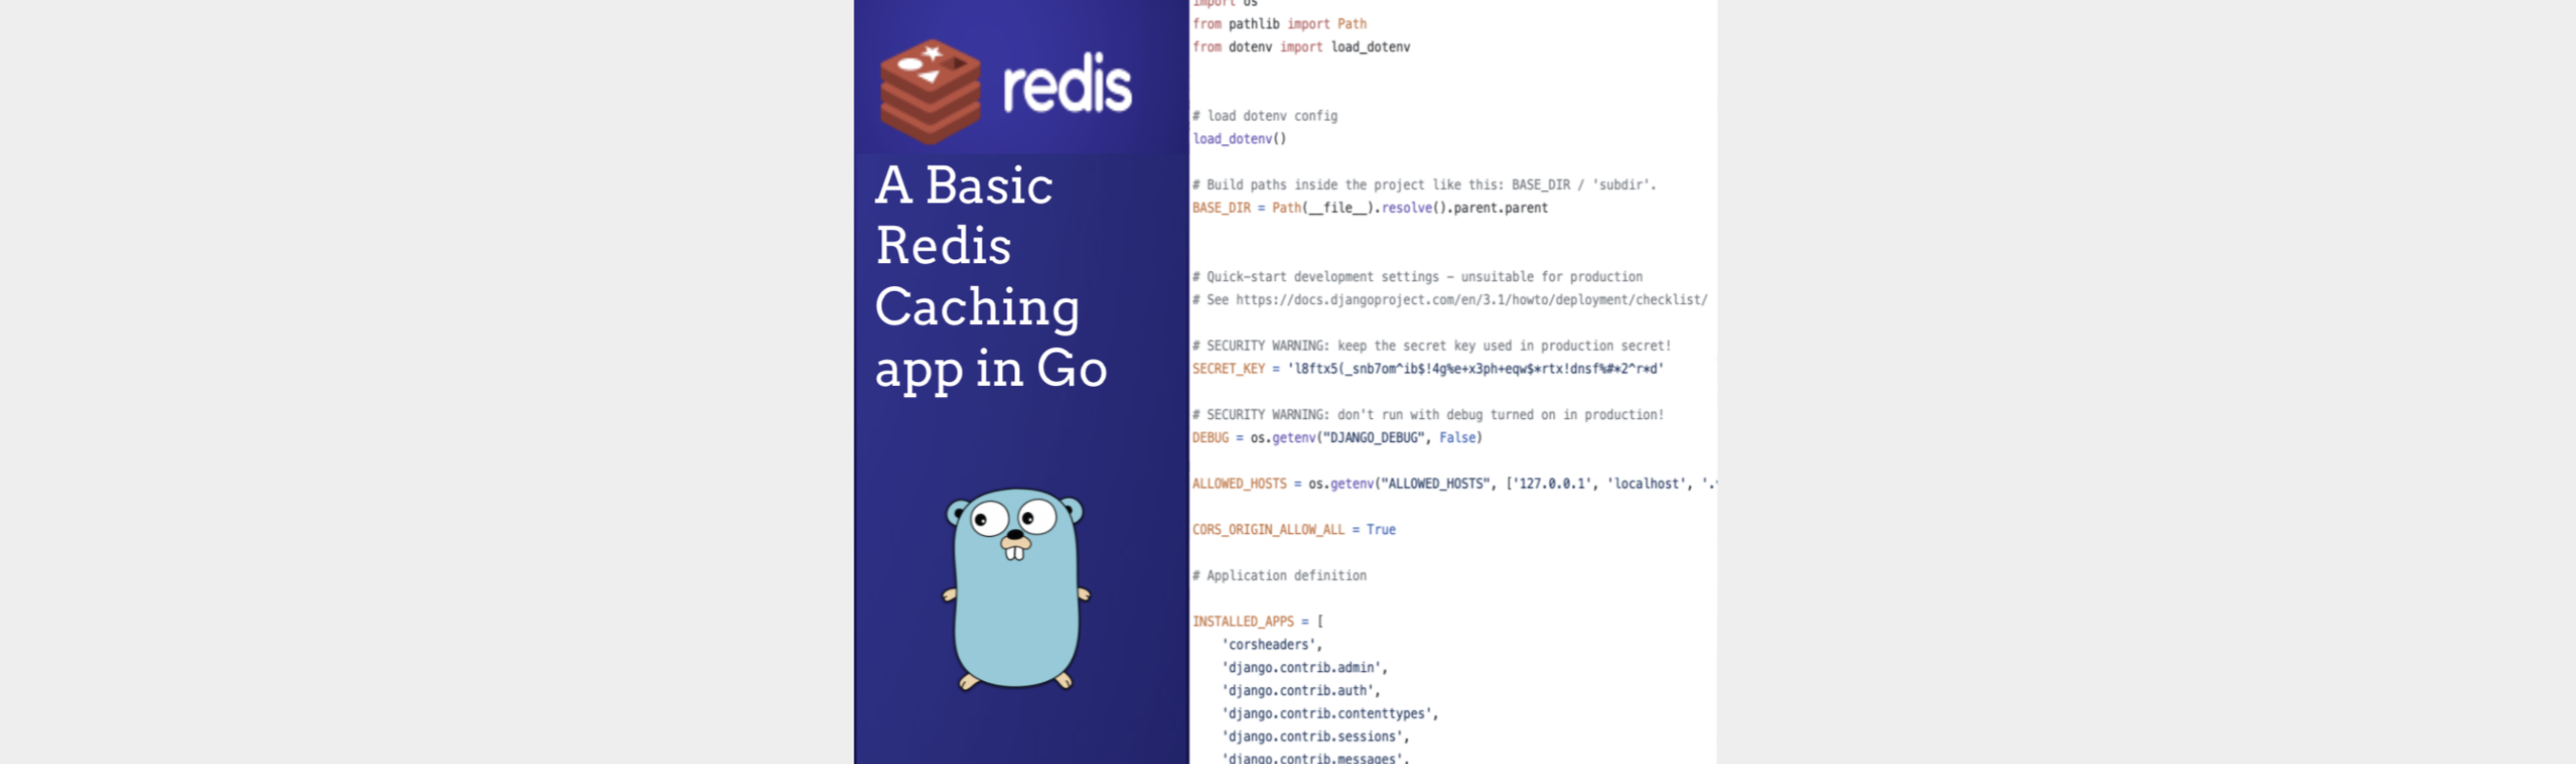 redis
A Basic
Redis
Caching
app in Go
import os
from pathlib import Path
from dotenv import load_dotenv
# load dotenv config
load_dotenv()
# Build paths inside the project like this: BASE_DIR / 'subdir'.
BASE_DIR = Path(__file__).resolve().parent.parent
# Quick-start development settings - unsuitable for production
# See https://docs.djangoproject.com/en/3.1/howto/deployment/checklist/
# SECURITY WARNING: keep the secret key used in production secret!
SECRET_KEY = 'l8ftx5(_snb7om^ib$!4g%e+x3ph+eqw$*rtx!dnsf%#*2^r*d'
# SECURITY WARNING: don't run with debug turned on in production!
DEBUG = os.getenv("DJANGO_DEBUG", False)
ALLOWED_HOSTS = os.getenv("ALLOWED_HOSTS", ['127.0.0.1', 'localhost', '.
CORS_ORIGIN_ALLOW_ALL = True
# Application definition
INSTALLED_APPS = [
'corsheaders',
'django.contrib.admin',
'django.contrib.auth',
'django.contrib.contenttypes',
'django.contrib.sessions',
'django.contrib.messages',